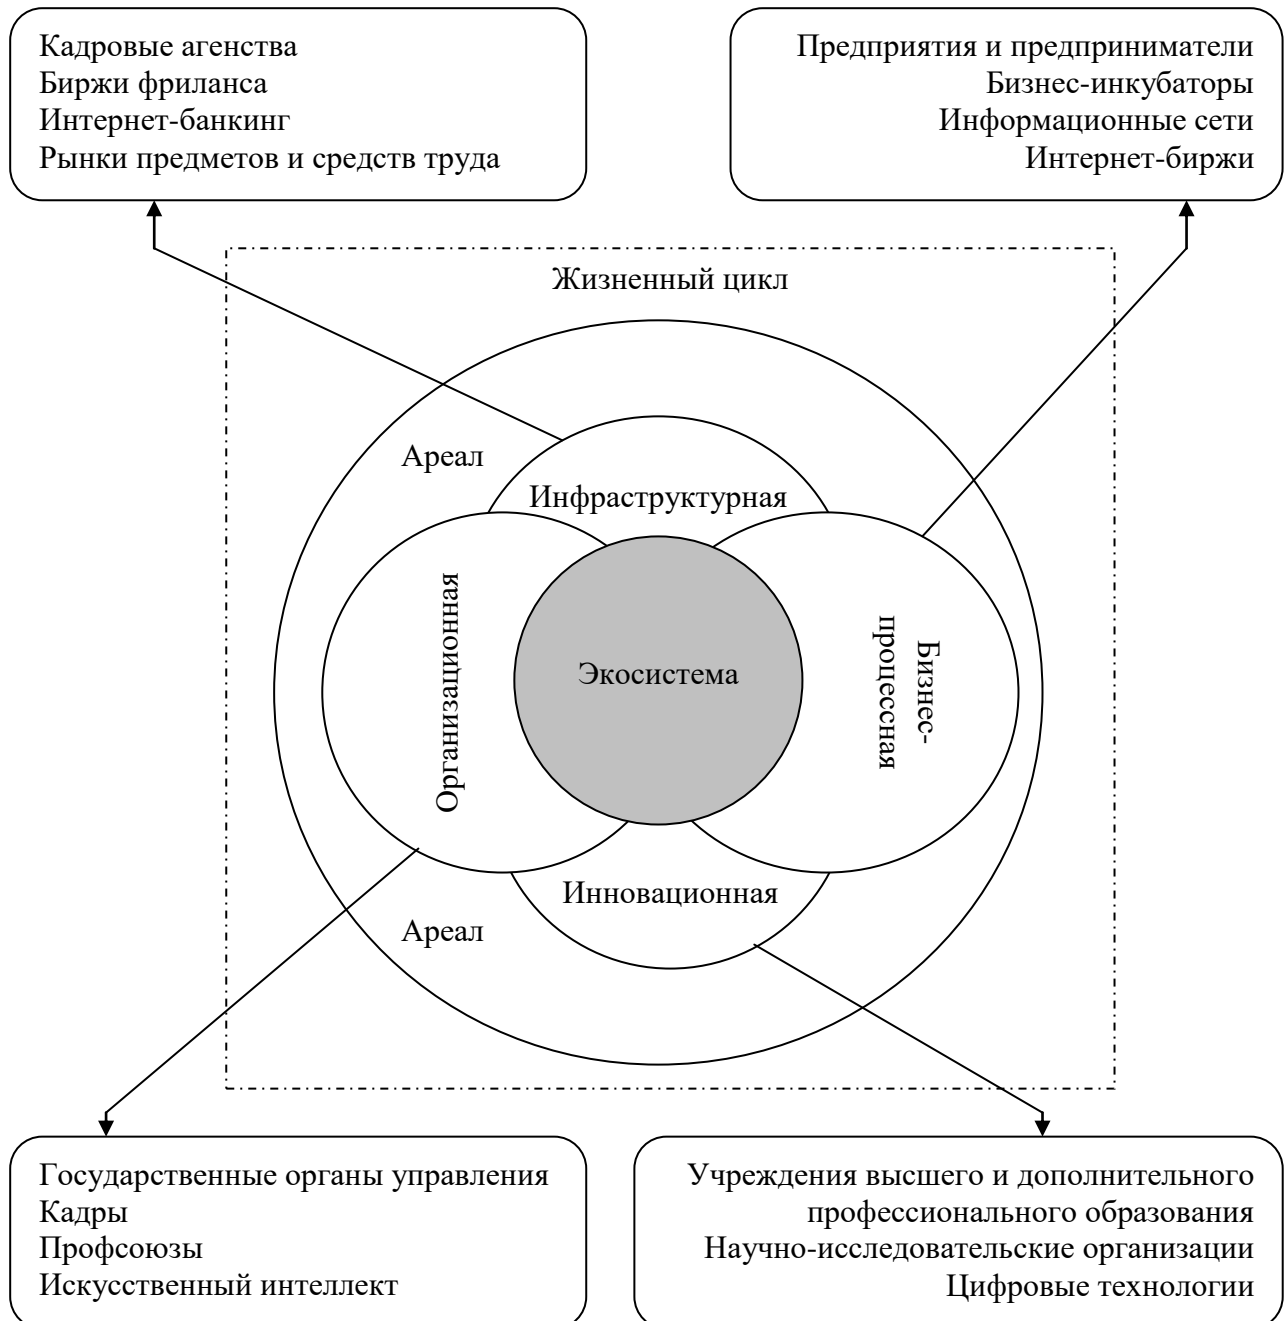 Кадровые агенства
Биржи фриланса
Интернет-банкинг
Рынки предметов и средств труда
Предприятия и предприниматели
Бизнес-инкубаторы
Информационные сети
Интернет-биржи
Жизненный цикл
Ареал
Инфраструктурная
Организационная
Экосистема
Бизнес-
процессная
Инновационная
Ареал
Государственные органы управления
Кадры
Профсоюзы
Искусственный интеллект
Учреждения высшего и дополнительного
профессионального образования
Научно-исследовательские организации
Цифровые технологии